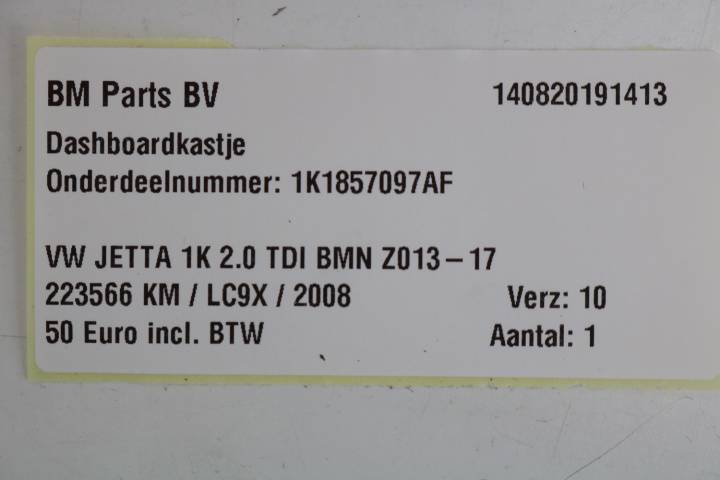 BM Parts BV 140820191413
Dashboardkastje
Onderdeelnummer: 1K1857097AF
VW JETTA 1K 2.0 TDI BMN Z013-17
223566 KM / LC9X / 2008 Verz: 10
50 Euro incl. BTW Aantal: 1